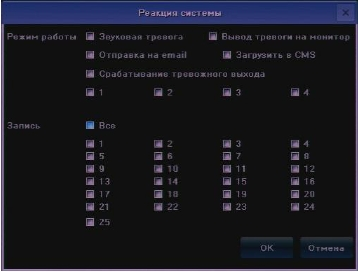 Реакция системы
Режим работы Звуковая тревога Вывод тревоги на монитор
Отправка на email Загрузить в CMS
Срабатывание тревожного выхода
1 2 3 4
Запись Все
1 2 3 4
5 6 7 8
9 10 11 12
13 14 15 16
17 18 19 20
21 22 23 24
25
OK Отмена